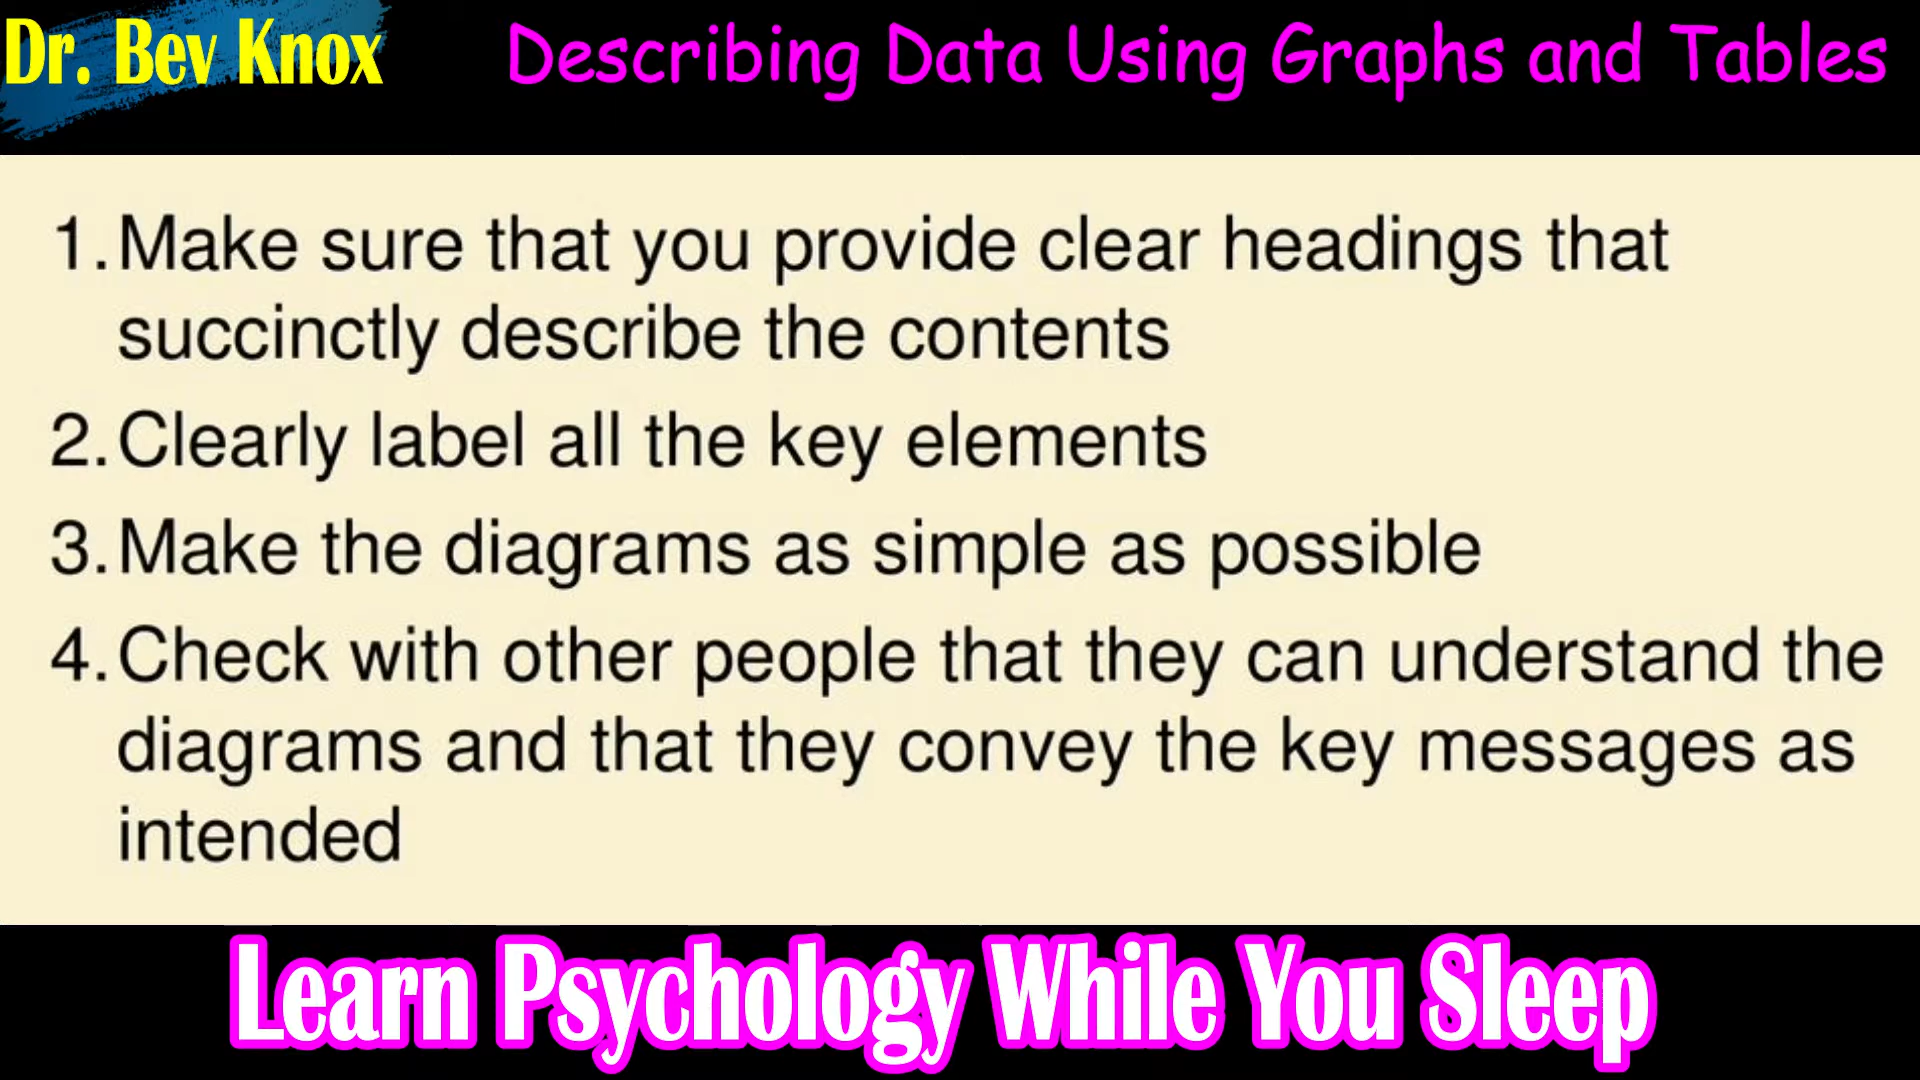 Dr. Bev Knox
Describing Data Using Graphs and Tables
1. Make sure that you provide clear headings that
succinctly describe the contents
2. Clearly label all the key elements
3. Make the diagrams as simple as possible
4. Check with other people that they can understand the
diagrams and that they convey the key messages as
intended
Learn Psychology While You Sleep